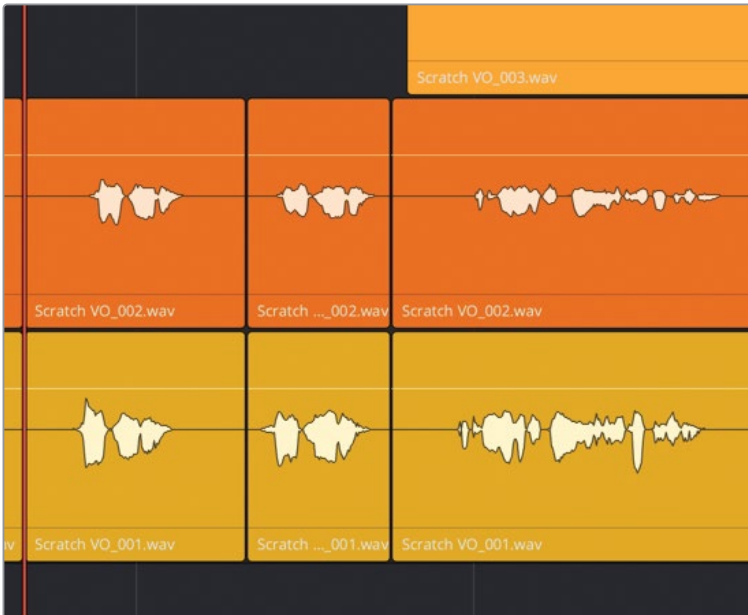 Scratch VO_003.wav
Scratch VO_002.wav
Scratch ..._002.wav
Scratch VO_002.wav
av
Scratch VO_001.wav
Scratch ..._001.wav
Scratch VO_001.wav